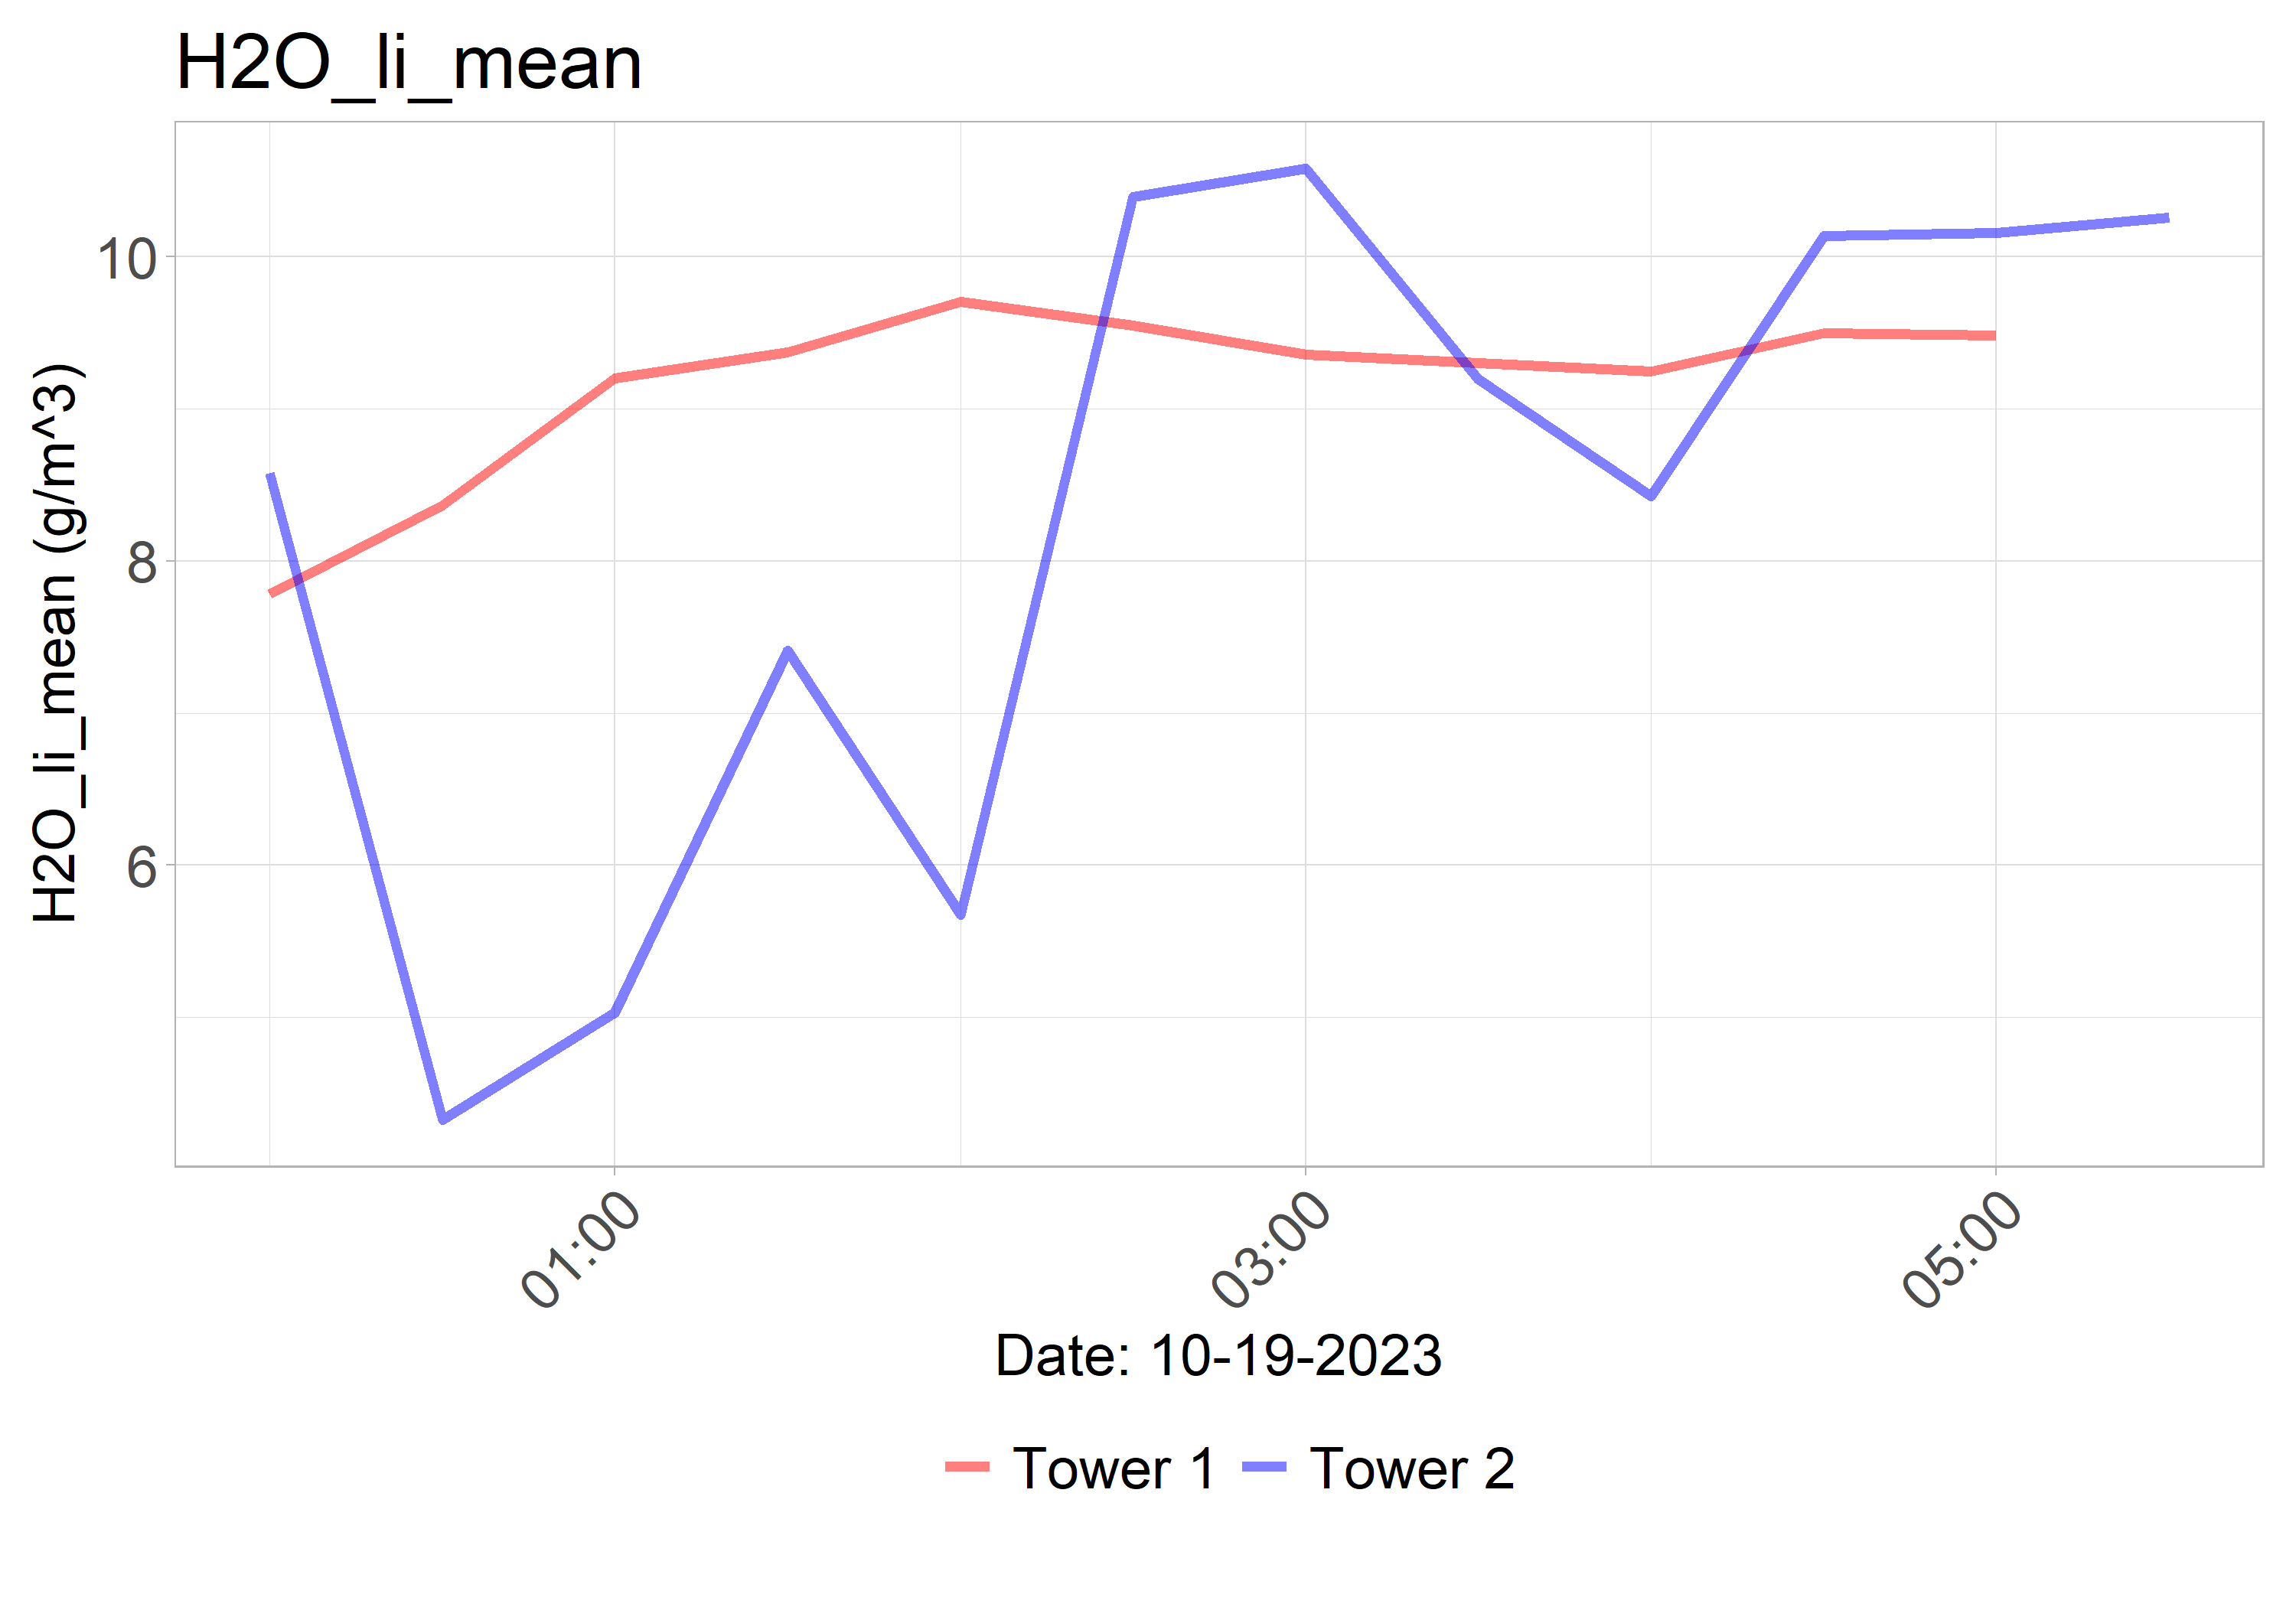 H2O_li_mean
H2O_li_mean (g/m^3)
10
8
6
01:00
03:00
05:00
Date: 10-19-2023
Tower 1
Tower 2